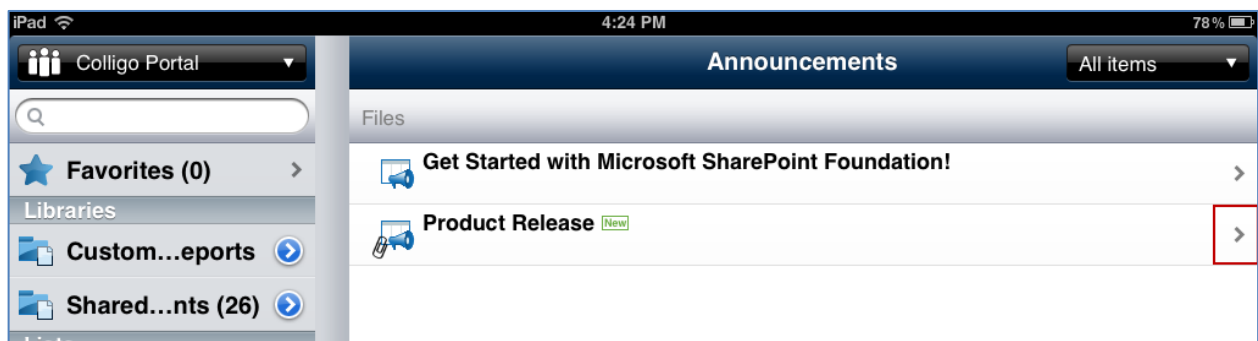 iPad 4:24 PM 78%
Colligo Portal
Announcements
All items
Files
Favorites (0)
Get Started with Microsoft SharePoint Foundation!
Libraries
Product Release New
Custom...eports
Shared...nts (26)